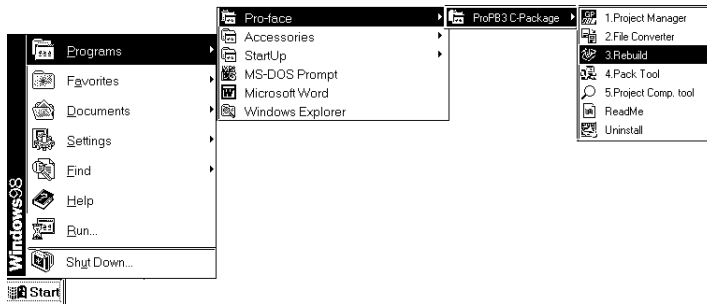 Windows98
Programs
Favorites
Documents
Settings
Find
Help
Run...
Shut Down...
Start
Pro-face
Accessories
StartUp
MS-DOS Prompt
Microsoft Word
Windows Explorer
ProPB3 C-Package
1.Project Manager
2.File Converter
3.Rebuild
4.Pack Tool
5.Project Comp. tool
ReadMe
Uninstall